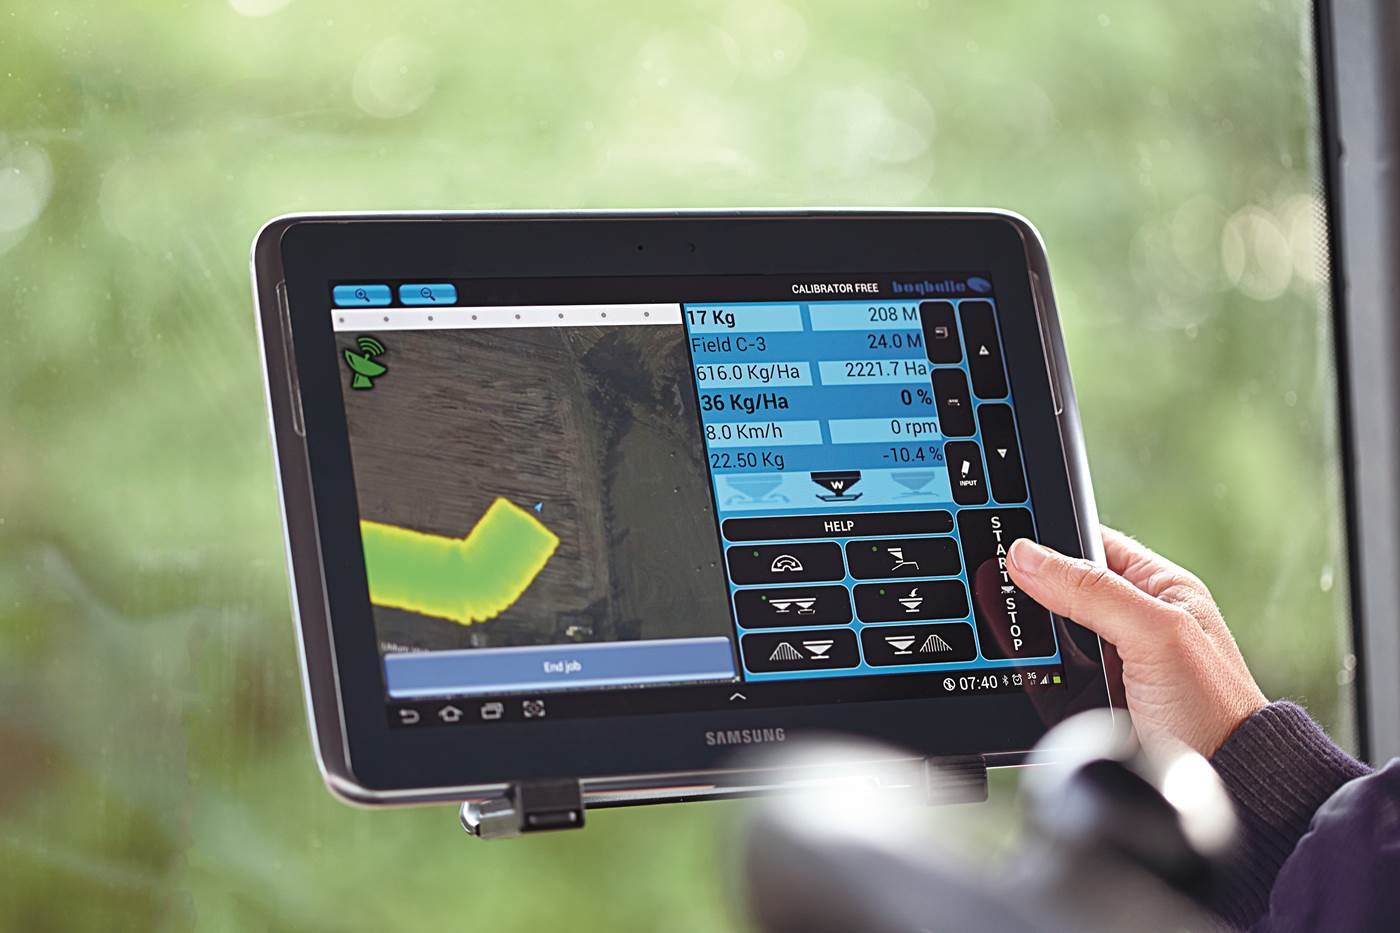 CALIBRATOR FREE bogballe
17 Kg 208 M
Field C-3 24.0 M
616.0 Kg/Ha 2221.7 Ha
36 Kg/Ha 0 %
8.0 Km/h 0 rpm
22.50 Kg -10.4 %
W
INPUT
HELP
START
STOP
End job
07:40 3G
SAMSUNG